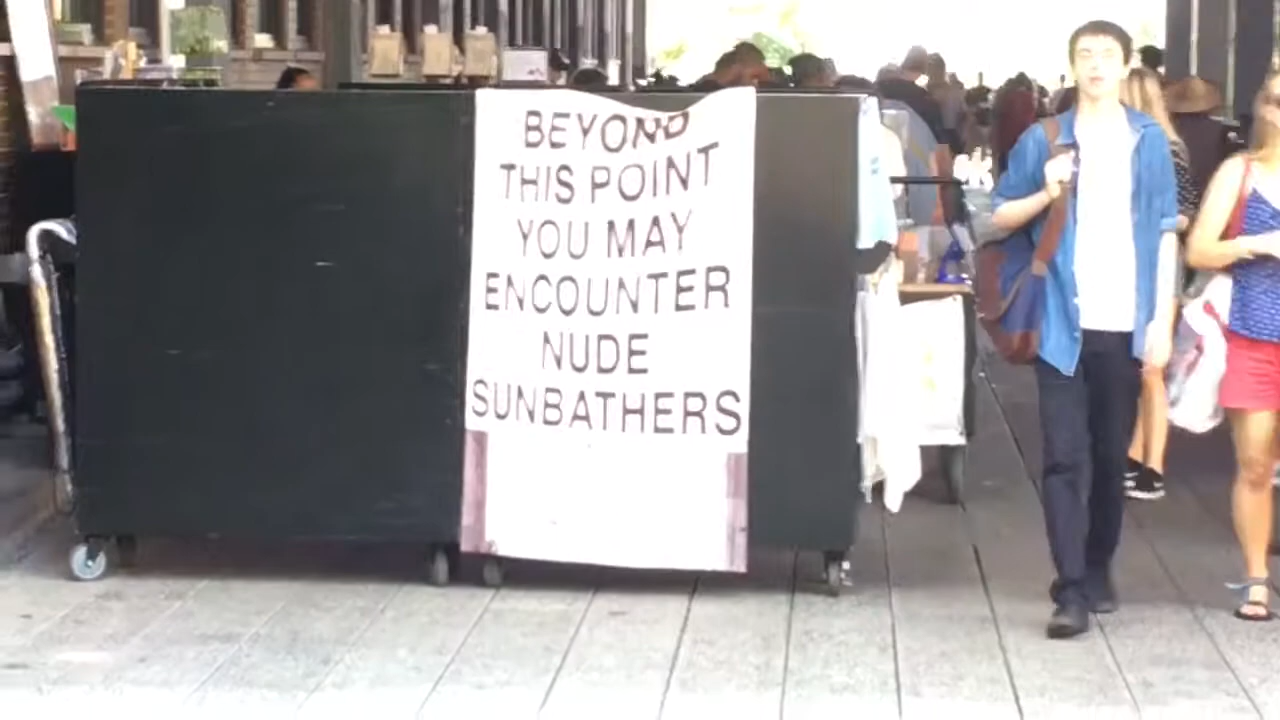 BEYOND
THIS POINT
YOU MAY
ENCOUNTER
NUDE
SUNBATHERS